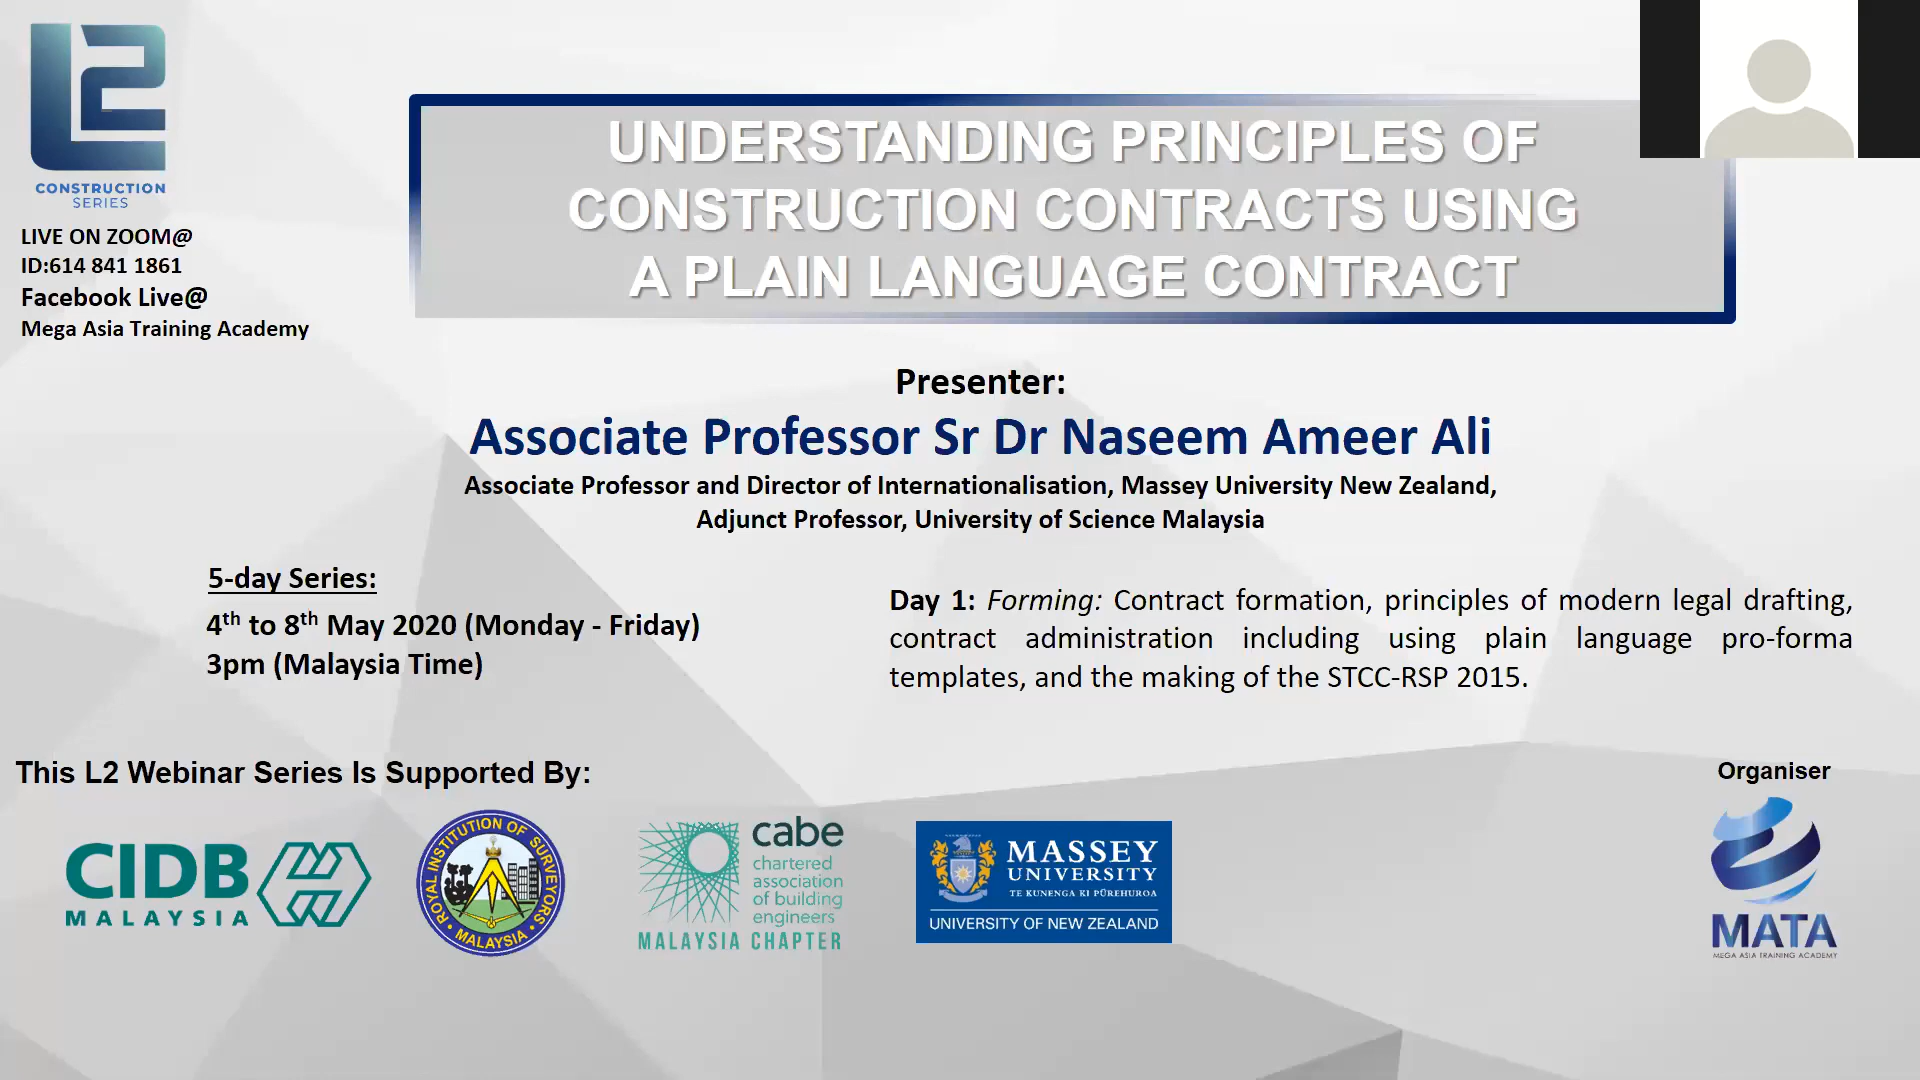 L2
CONSTRUCTION
SERIES
LIVE ON ZOOM@
ID:614 841 1861
Facebook Live@
Mega Asia Training Academy
UNDERSTANDING PRINCIPLES OF
CONSTRUCTION CONTRACTS USING
A PLAIN LANGUAGE CONTRACT
Presenter:
Associate Professor Sr Dr Naseem Ameer Ali
Associate Professor and Director of Internationalisation, Massey University New Zealand,
Adjunct Professor, University of Science Malaysia
5-day Series:
4th to 8th May 2020 (Monday - Friday)
3pm (Malaysia Time)
Day 1: Forming: Contract formation, principles of modern legal drafting,
contract administration including using plain language pro-forma
templates, and the making of the STCC-RSP 2015.
This L2 Webinar Series Is Supported By:
CIDB
MALAYSIA
ROYAL INSTITUTION OF SURVEYORS
MALAYSIA
cabe
chartered
association
of building
engineers
MALAYSIA CHAPTER
MASSEY
UNIVERSITY
TE KUNENGA KI PŪREHUROA
UNIVERSITY OF NEW ZEALAND
Organiser
MATA
MEGA ASIA TRAINING ACADEMY